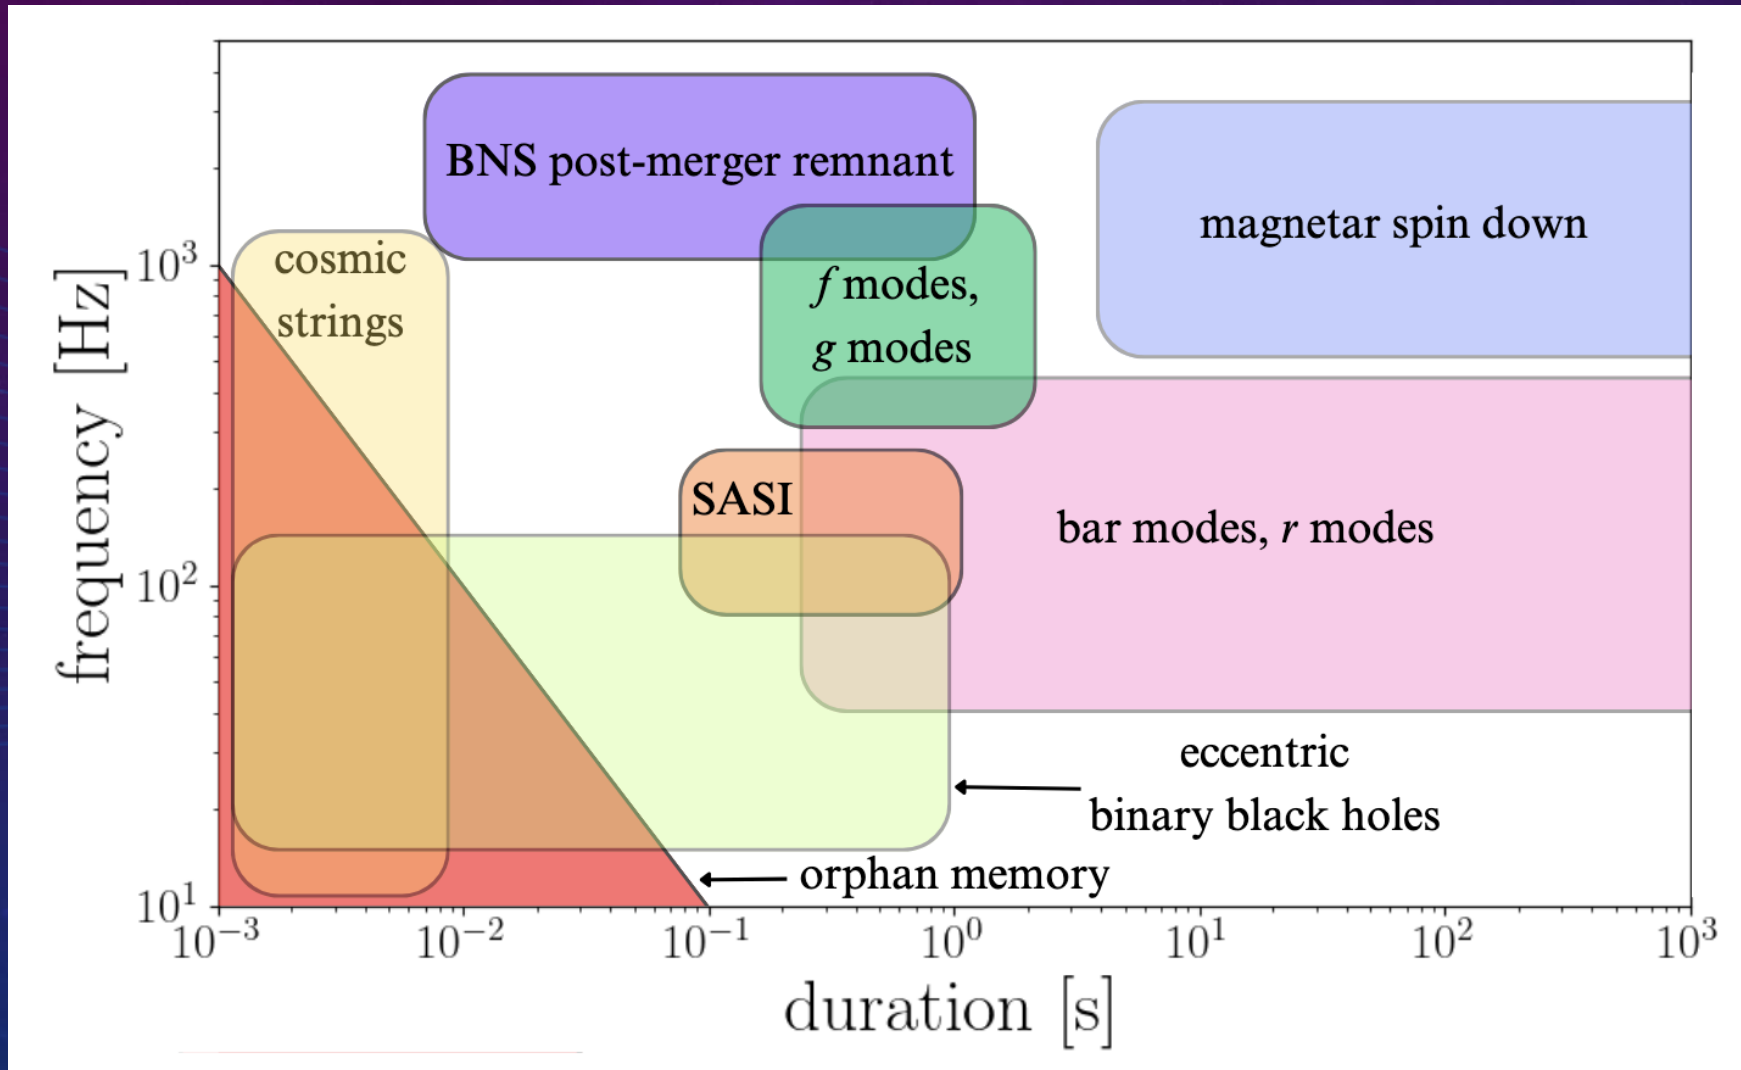 BNS post-merger remnant
magnetar spin down
cosmic
strings
f modes,
g modes
SASI
bar modes, r modes
eccentric
binary black holes
orphan memory
frequency [Hz]
10³
10²
10¹
10⁻³ 10⁻² 10⁻¹ 10⁰ 10¹ 10² 10³
duration [s]